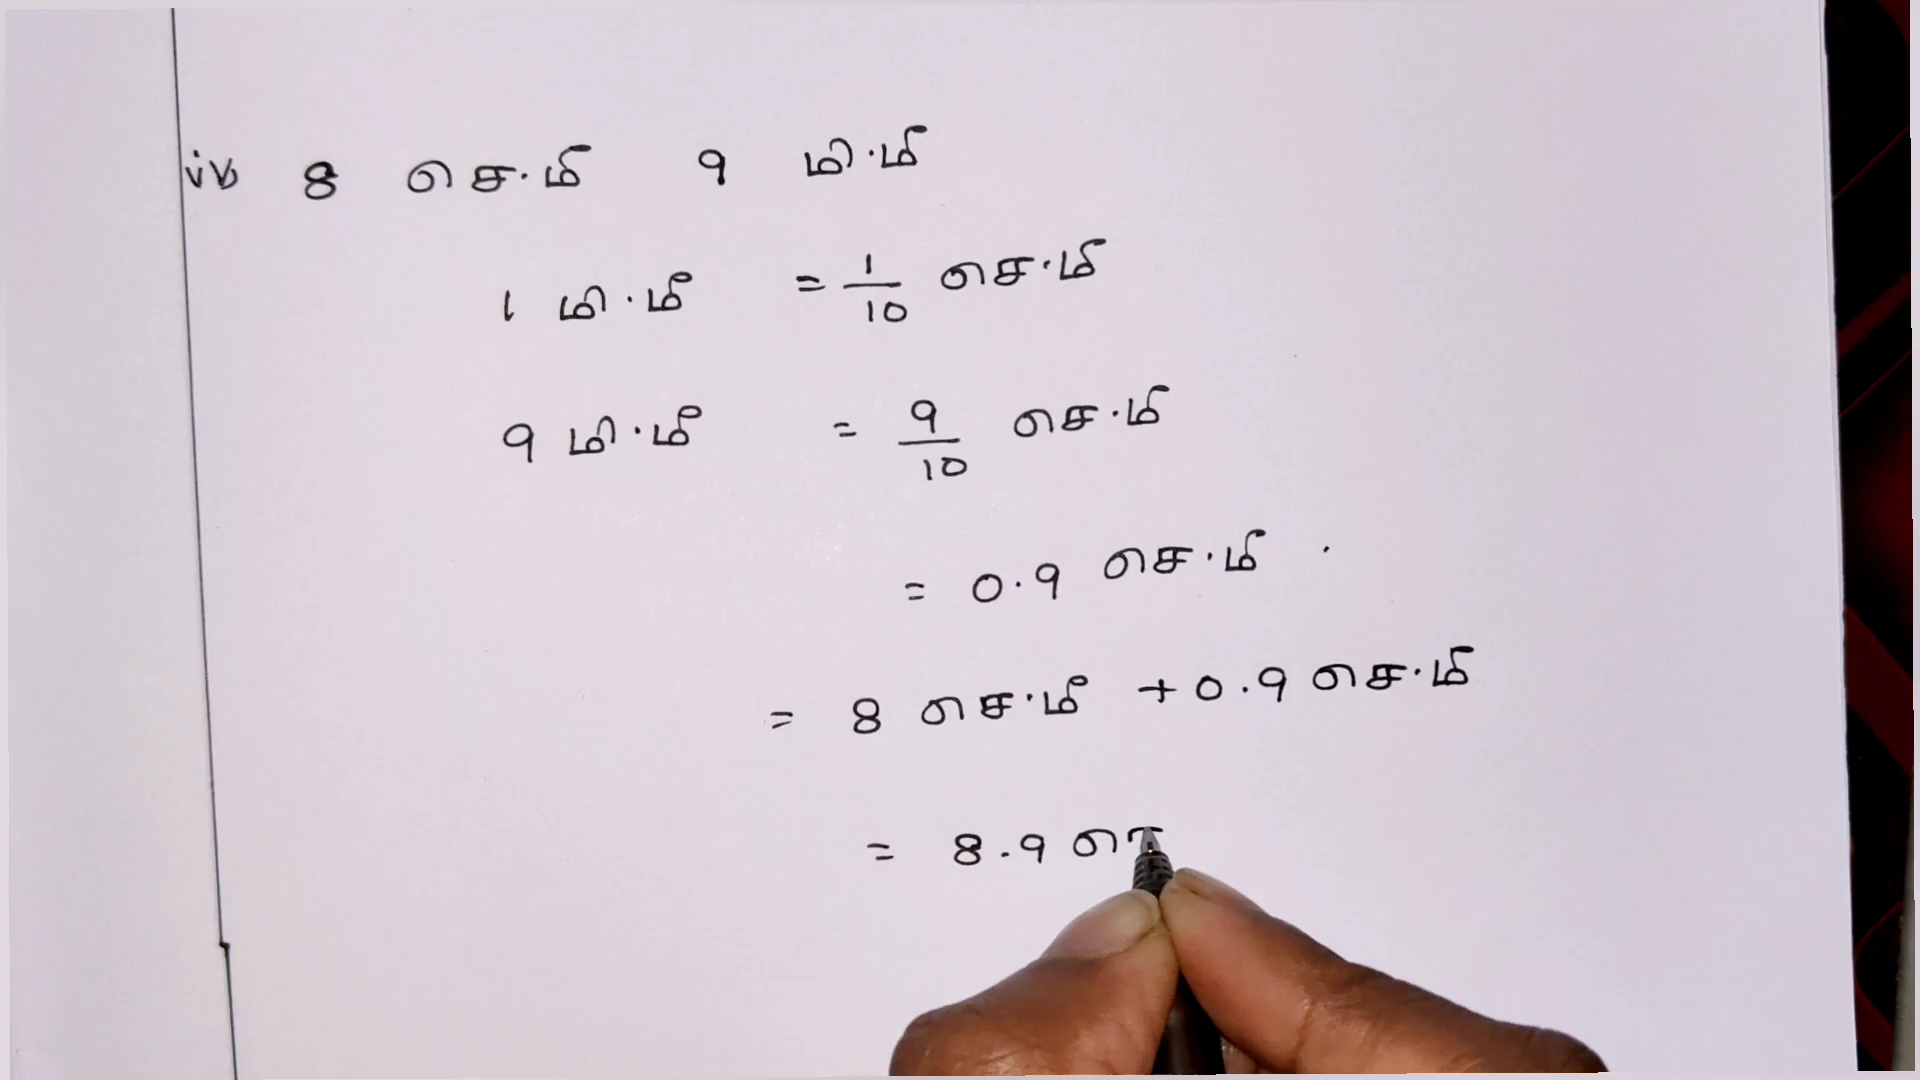 iv) 8 செ.மீ 9 மி.மீ
1 மி.மீ = 1/10 செ.மீ
9 மி.மீ = 9/10 செ.மீ
= 0.9 செ.மீ .
= 8 செ.மீ + 0.9 செ.மீ
= 8.9